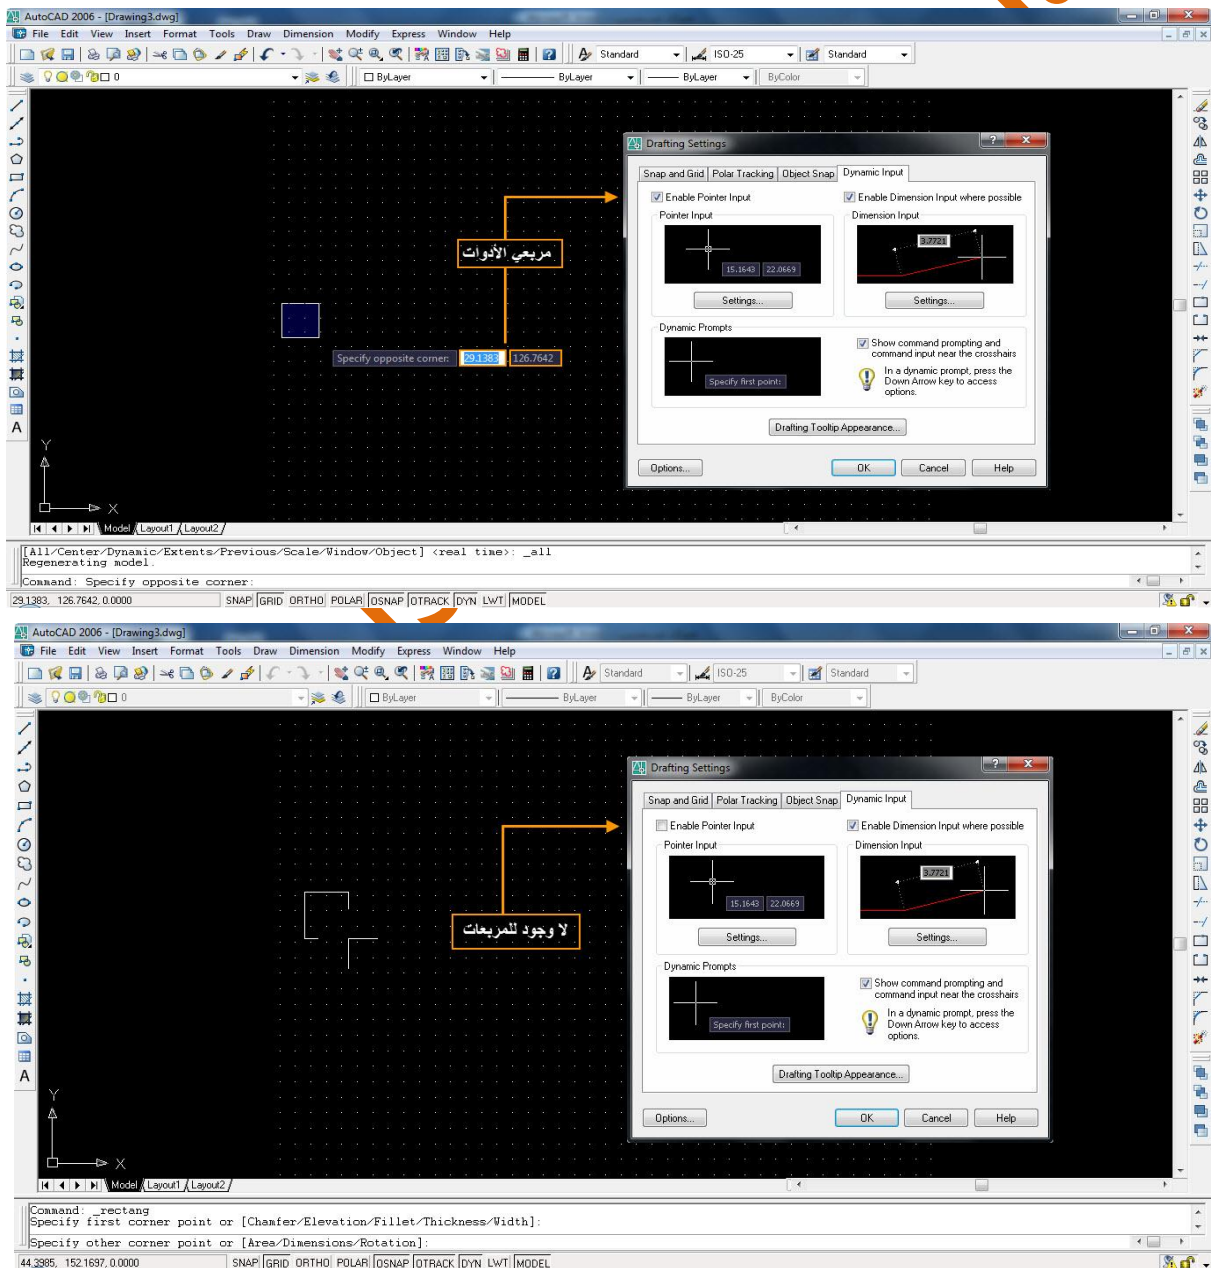 AutoCAD 2006 - [Drawing3.dwg]
File Edit View Insert Format Tools Draw Dimension Modify Express Window Help
Standard ISO-25 Standard
0 ByLayer ByLayer ByLayer ByColor
Drafting Settings
Snap and Grid Polar Tracking Object Snap Dynamic Input
Enable Pointer Input Enable Dimension Input where possible
Pointer Input Dimension Input
3.7721
مربعي الأدوات
15.1643 22.0669
Settings... Settings...
Dynamic Prompts
Show command prompting and
command input near the crosshairs
Specify opposite corner: 29.1383 126.7642
In a dynamic prompt, press the
Down Arrow key to access
options.
Specify first point:
A
Drafting Tooltip Appearance...
Y
Options... OK Cancel Help
X
Model Layout1 Layout2
[All/Center/Dynamic/Extents/Previous/Scale/Window/Object] <real time>: _all
Regenerating model.
Command: Specify opposite corner:
29.1383, 126.7642, 0.0000 SNAP GRID ORTHO POLAR OSNAP OTRACK DYN LWT MODEL
AutoCAD 2006 - [Drawing3.dwg]
File Edit View Insert Format Tools Draw Dimension Modify Express Window Help
Standard ISO-25 Standard
0 ByLayer ByLayer ByLayer ByColor
Drafting Settings
Snap and Grid Polar Tracking Object Snap Dynamic Input
Enable Pointer Input Enable Dimension Input where possible
Pointer Input Dimension Input
3.7721
15.1643 22.0669
لا وجود للمربعات
Settings... Settings...
Dynamic Prompts
Show command prompting and
command input near the crosshairs
In a dynamic prompt, press the
Down Arrow key to access
options.
Specify first point:
A
Drafting Tooltip Appearance...
Y
Options... OK Cancel Help
X
Model Layout1 Layout2
Command: _rectang
Specify first corner point or [Chamfer/Elevation/Fillet/Thickness/Width]:
Specify other corner point or [Area/Dimensions/Rotation]:
44.3985, 152.1697, 0.0000 SNAP GRID ORTHO POLAR OSNAP OTRACK DYN LWT MODEL